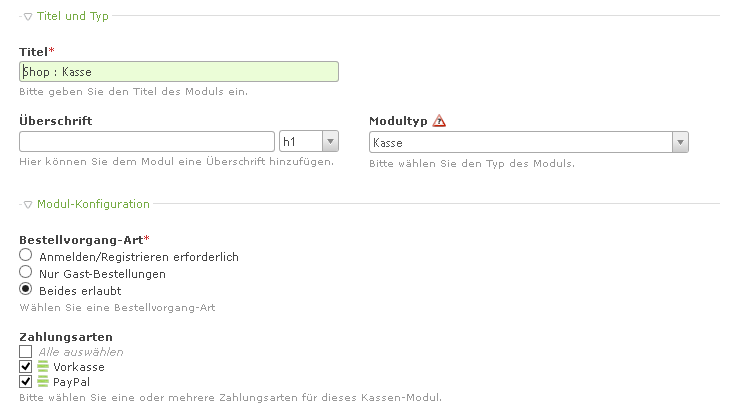 Titel und Typ
Titel*
Shop : Kasse
Bitte geben Sie den Titel des Moduls ein.
Überschrift
h1
Hier können Sie dem Modul eine Überschrift hinzufügen.
Modultyp
Kasse
Bitte wählen Sie den Typ des Moduls.
Modul-Konfiguration
Bestellvorgang-Art*
Anmelden/Registrieren erforderlich
Nur Gast-Bestellungen
Beides erlaubt
Wählen Sie eine Bestellvorgang-Art
Zahlungsarten
Alle auswählen
Vorkasse
PayPal
Bitte wählen Sie eine oder mehrere Zahlungsarten für dieses Kassen-Modul.